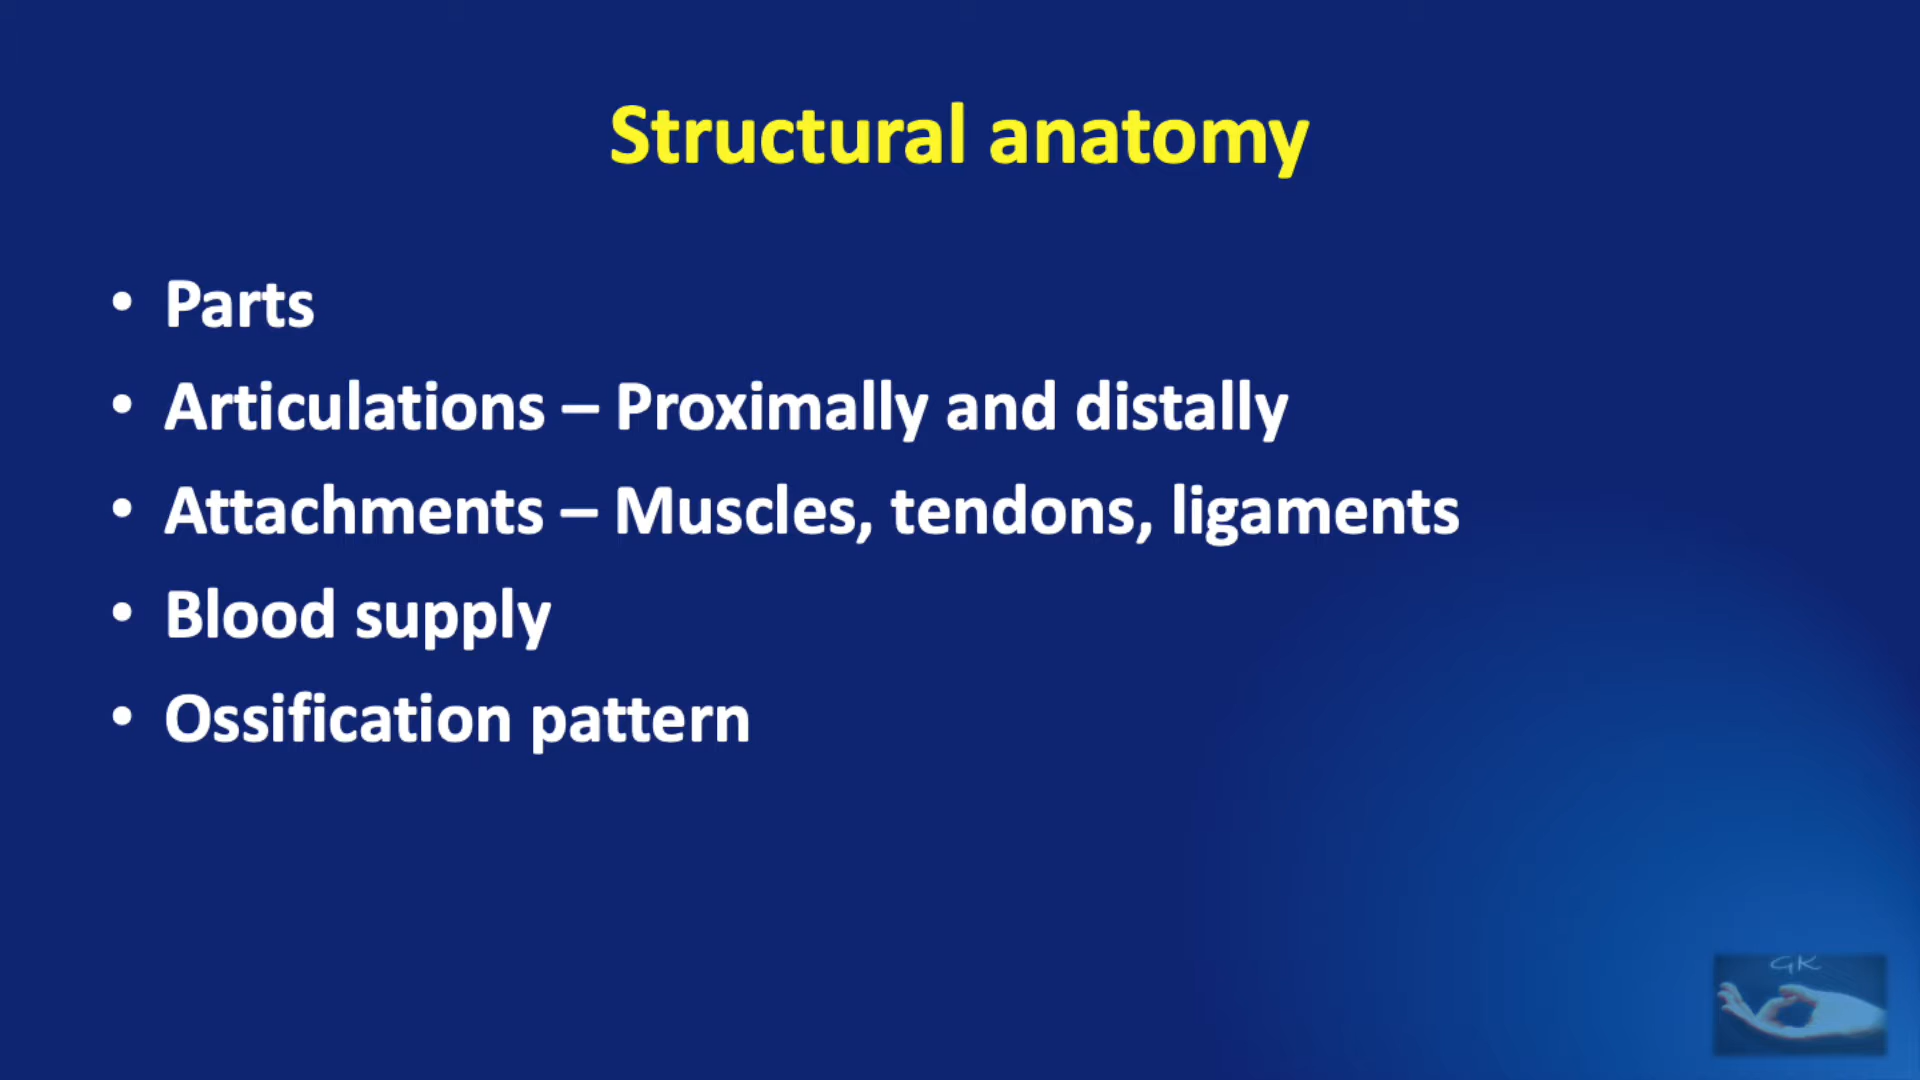 Structural anatomy
• Parts
• Articulations – Proximally and distally
• Attachments – Muscles, tendons, ligaments
• Blood supply
• Ossification pattern
GK